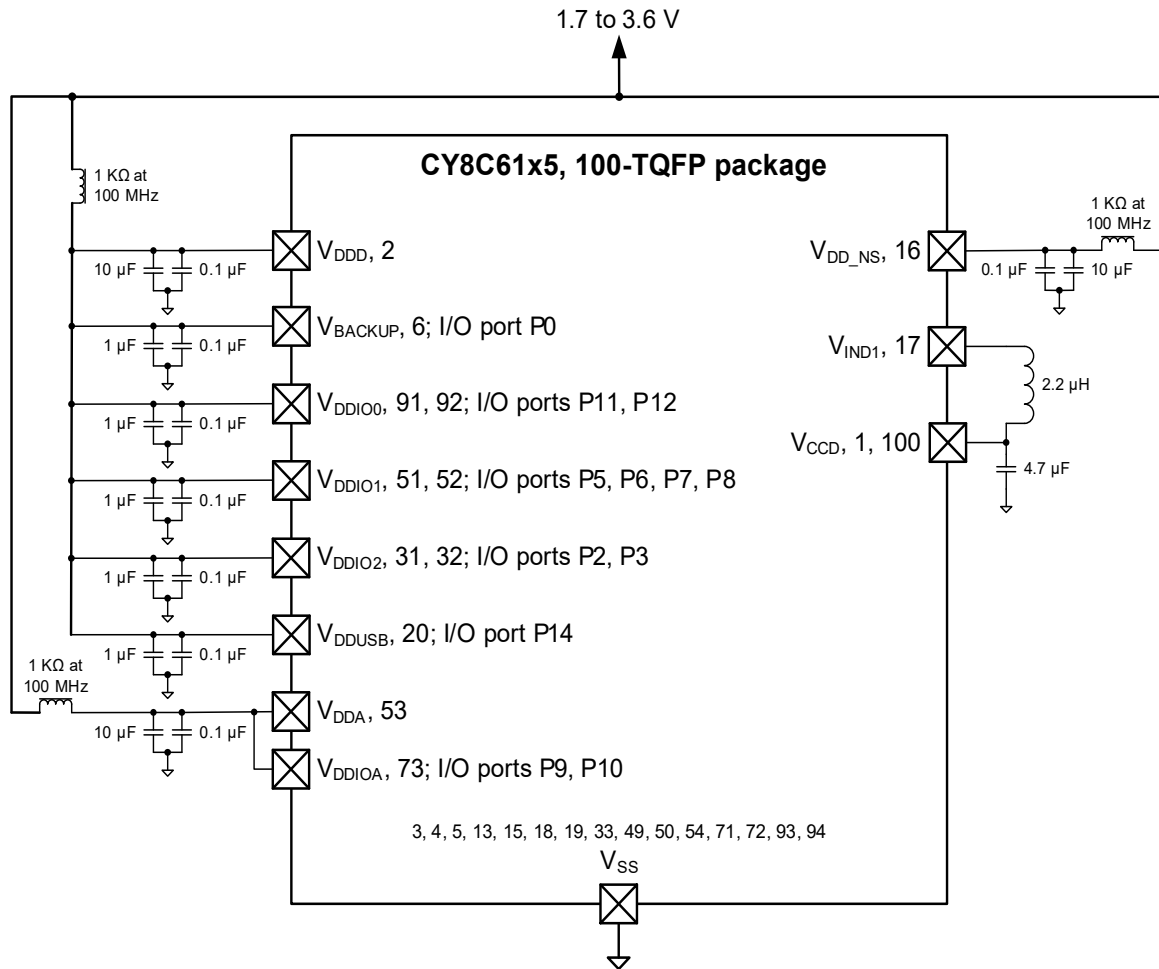 1.7 to 3.6 V
CY8C61x5, 100-TQFP package
1 KΩ at
100 MHz
1 KΩ at
100 MHz
VDDD, 2
10 µF
0.1 µF
VDD_NS, 16
0.1 µF
10 µF
VBACKUP, 6; I/O port P0
1 µF
0.1 µF
VIND1, 17
2.2 µH
VDDIO0, 91, 92; I/O ports P11, P12
1 µF
0.1 µF
VCCD, 1, 100
4.7 µF
VDDIO1, 51, 52; I/O ports P5, P6, P7, P8
1 µF
0.1 µF
VDDIO2, 31, 32; I/O ports P2, P3
1 µF
0.1 µF
VDDUSB, 20; I/O port P14
1 µF
0.1 µF
1 KΩ at
100 MHz
VDDA, 53
10 µF
0.1 µF
VDDIOA, 73; I/O ports P9, P10
3, 4, 5, 13, 15, 18, 19, 33, 49, 50, 54, 71, 72, 93, 94
VSS